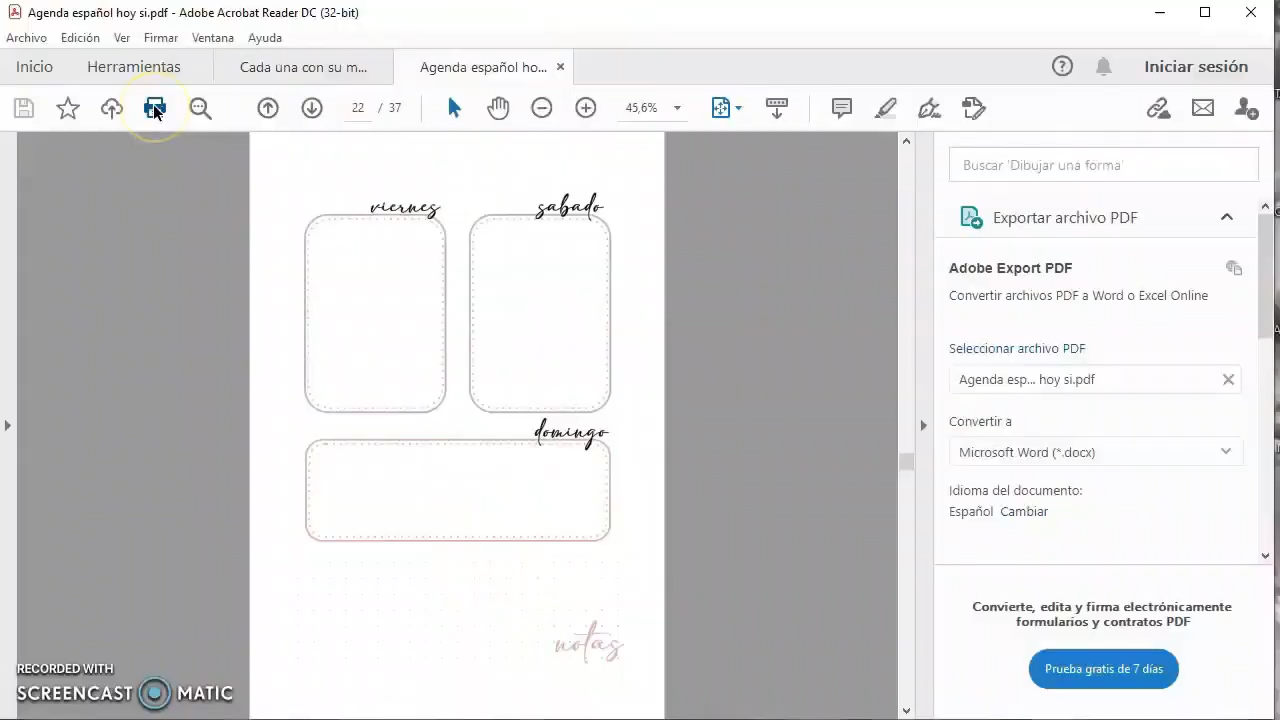 Agenda español hoy si.pdf - Adobe Acrobat Reader DC (32-bit)
Archivo Edición Ver Firmar Ventana Ayuda
Inicio Herramientas Cada una con su m... Agenda español ho... Iniciar sesión
22 / 37 45,6%
viernes sabado
domingo
notas
Buscar 'Dibujar una forma'
Exportar archivo PDF
Adobe Export PDF
Convertir archivos PDF a Word o Excel Online
Seleccionar archivo PDF
Agenda esp... hoy si.pdf
Convertir a
Microsoft Word (*.docx)
Idioma del documento:
Español Cambiar
Convierte, edita y firma electrónicamente
formularios y contratos PDF
Prueba gratis de 7 días
RECORDED WITH
SCREENCAST MATIC